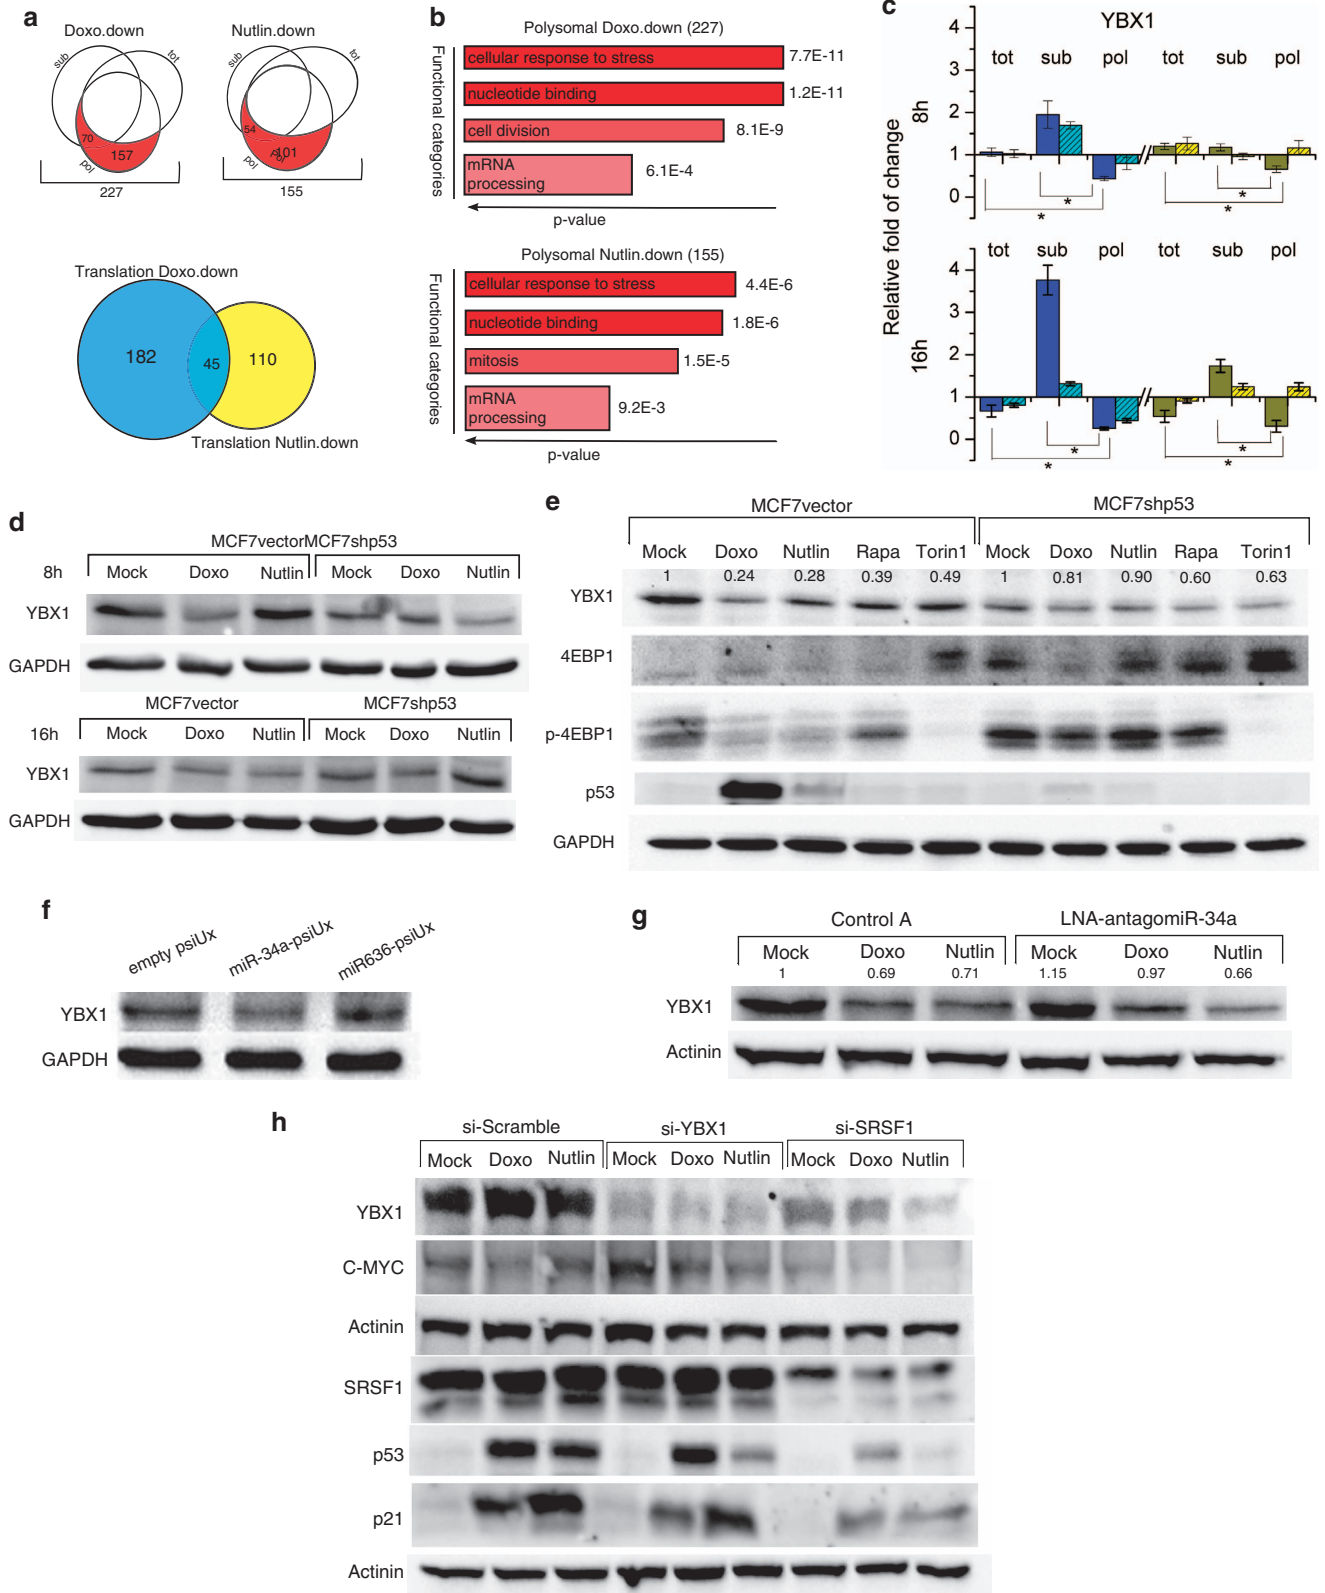 a
Doxo.down
Nutlin.down
sub
tot
sub
tot
70
157
pol
54
101
pol
227
155
Translation Doxo.down
182
45
110
Translation Nutlin.down
b
Polysomal Doxo.down (227)
Functional categories
cellular response to stress
7.7E-11
nucleotide binding
1.2E-11
cell division
8.1E-9
mRNA
processing
6.1E-4
p-value
Polysomal Nutlin.down (155)
Functional categories
cellular response to stress
4.4E-6
nucleotide binding
1.8E-6
mitosis
1.5E-5
mRNA
processing
9.2E-3
p-value
c
YBX1
Relative fold of change
8h
4
3
2
1
0
tot sub pol tot sub pol
* * * *
16h
4
3
2
1
0
tot sub pol tot sub pol
* * * *
d
MCF7vectorMCF7shp53
8h Mock Doxo Nutlin Mock Doxo Nutlin
YBX1
GAPDH
MCF7vector MCF7shp53
16h Mock Doxo Nutlin Mock Doxo Nutlin
YBX1
GAPDH
e
MCF7vector MCF7shp53
Mock Doxo Nutlin Rapa Torin1 Mock Doxo Nutlin Rapa Torin1
1 0.24 0.28 0.39 0.49 1 0.81 0.90 0.60 0.63
YBX1
4EBP1
p-4EBP1
p53
GAPDH
f
empty psiUx miR-34a-psiUx miR636-psiUx
YBX1
GAPDH
g
Control A LNA-antagomiR-34a
Mock Doxo Nutlin Mock Doxo Nutlin
1 0.69 0.71 1.15 0.97 0.66
YBX1
Actinin
h
si-Scramble si-YBX1 si-SRSF1
Mock Doxo Nutlin Mock Doxo Nutlin Mock Doxo Nutlin
YBX1
C-MYC
Actinin
SRSF1
p53
p21
Actinin